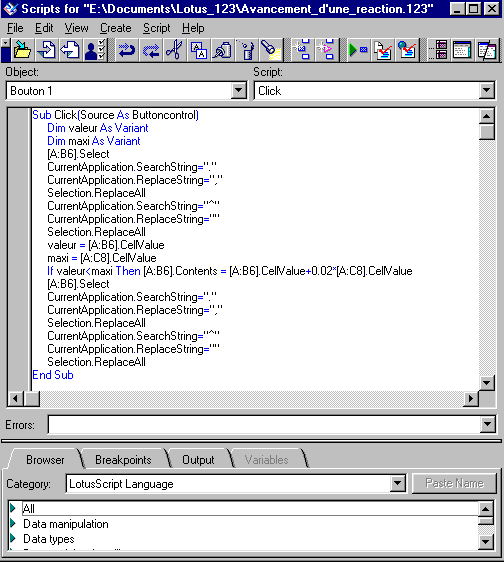 Scripts for "E:\Documents\Lotus_123\Avancement_d'une_reaction.123"
File Edit View Create Script Help
Object: Script:
Bouton 1 Click
Sub Click(Source As Buttoncontrol)
Dim valeur As Variant
Dim maxi As Variant
[A:B6].Select
CurrentApplication.SearchString="."
CurrentApplication.ReplaceString=","
Selection.ReplaceAll
CurrentApplication.SearchString="^"
CurrentApplication.ReplaceString=""
Selection.ReplaceAll
valeur = [A:B6].CellValue
maxi = [A:C8].CellValue
If valeur<maxi Then [A:B6].Contents = [A:B6].CellValue+0.02*[A:C8].CellValue
[A:B6].Select
CurrentApplication.SearchString="."
CurrentApplication.ReplaceString=","
Selection.ReplaceAll
CurrentApplication.SearchString="^"
CurrentApplication.ReplaceString=""
Selection.ReplaceAll
End Sub
Errors:
Browser Breakpoints Output Variables
Category: LotusScript Language Paste Name
All
Data manipulation
Data types